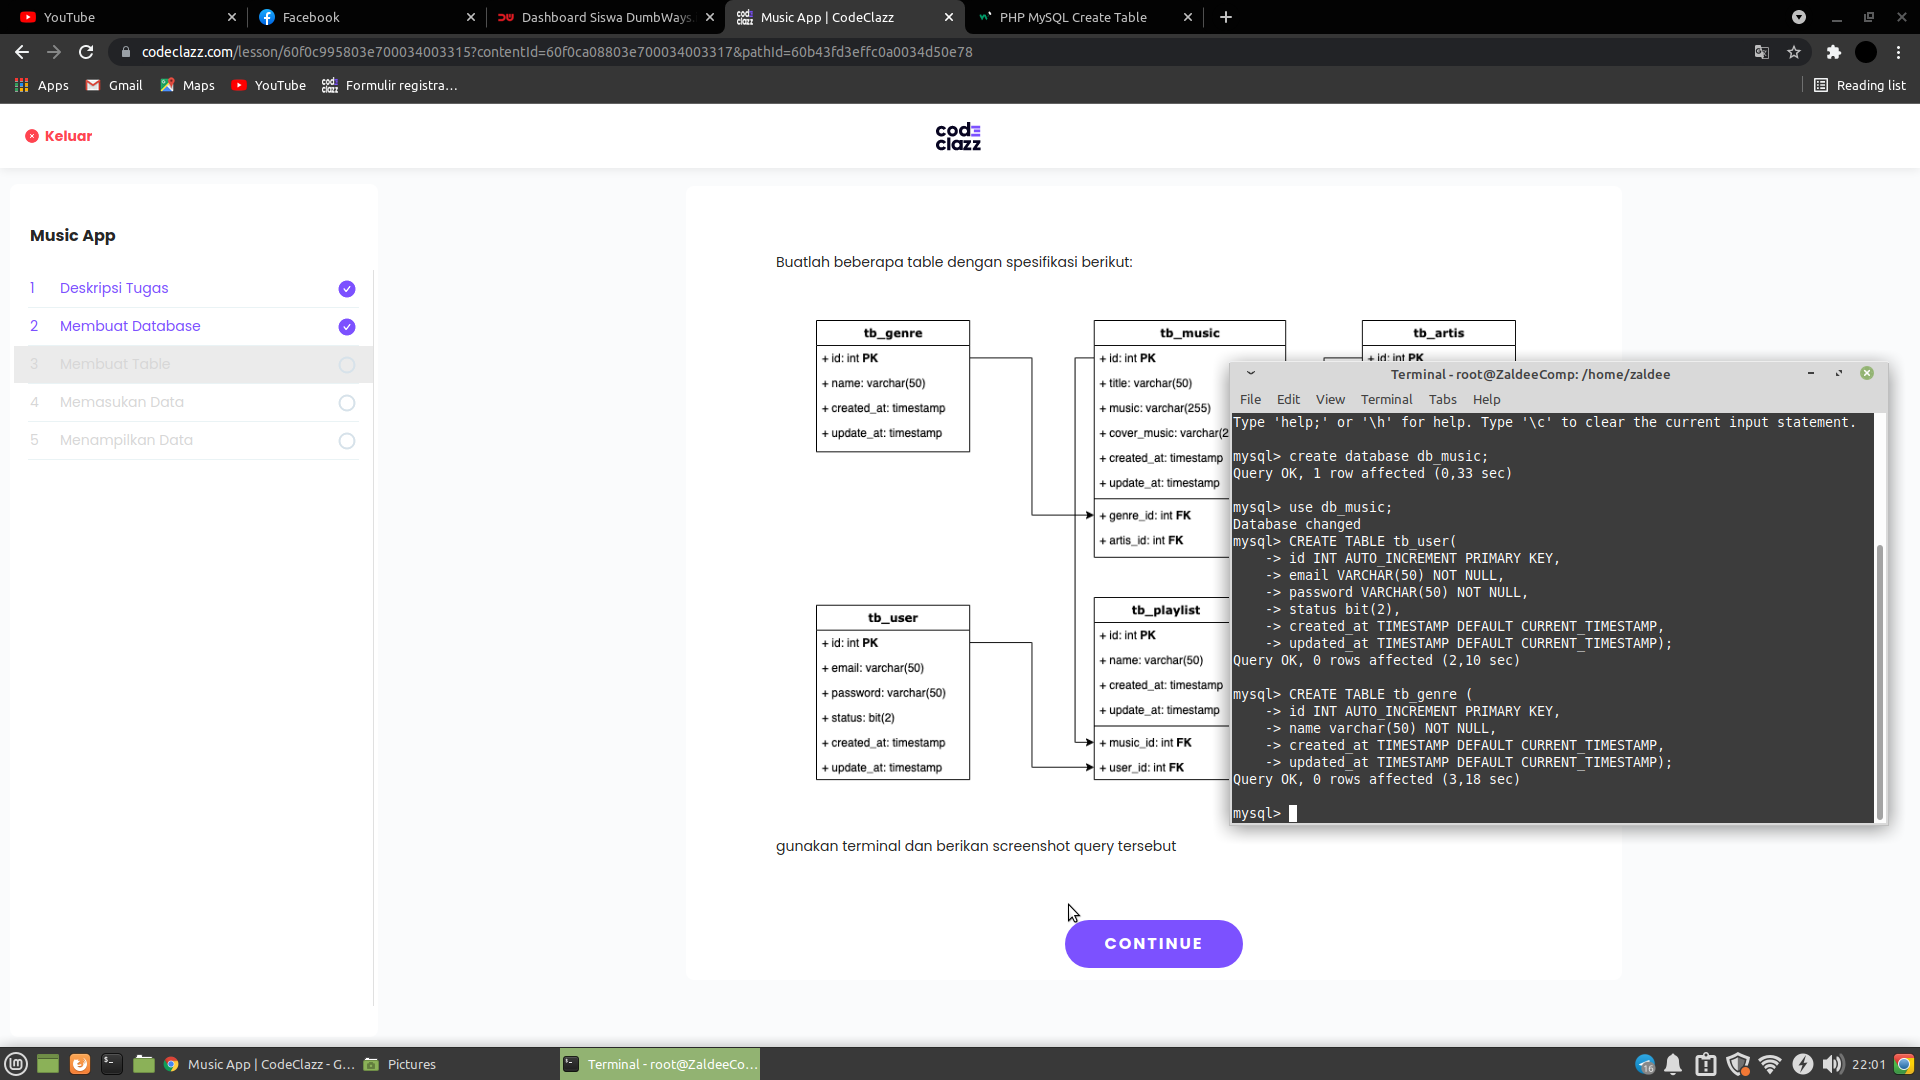 YouTube
Facebook
Dashboard Siswa DumbWays.
Music App | CodeClazz
PHP MySQL Create Table
codeclazz.com/lesson/60f0c995803e700034003315?contentId=60f0ca08803e700034003317&pathId=60b43fd3effc0a0034d50e78
Apps
Gmail
Maps
YouTube
Formulir registra...
Reading list
Keluar
code
clazz
Music App
1 Deskripsi Tugas
2 Membuat Database
3 Membuat Table
4 Memasukan Data
5 Menampilkan Data
Buatlah beberapa table dengan spesifikasi berikut:
tb_genre
+ id: int PK
+ name: varchar(50)
+ created_at: timestamp
+ update_at: timestamp
tb_music
+ id: int PK
+ title: varchar(50)
+ music: varchar(255)
+ cover_music: varchar(2
+ created_at: timestamp
+ update_at: timestamp
+ genre_id: int FK
+ artis_id: int FK
tb_artis
+ id: int PK
tb_user
+ id: int PK
+ email: varchar(50)
+ password: varchar(50)
+ status: bit(2)
+ created_at: timestamp
+ update_at: timestamp
tb_playlist
+ id: int PK
+ name: varchar(50)
+ created_at: timestamp
+ update_at: timestamp
+ music_id: int FK
+ user_id: int FK
gunakan terminal dan berikan screenshot query tersebut
CONTINUE
Terminal - root@ZaldeeComp: /home/zaldee
File Edit View Terminal Tabs Help
Type 'help;' or '\h' for help. Type '\c' to clear the current input statement.
mysql> create database db_music;
Query OK, 1 row affected (0,33 sec)
mysql> use db_music;
Database changed
mysql> CREATE TABLE tb_user(
-> id INT AUTO_INCREMENT PRIMARY KEY,
-> email VARCHAR(50) NOT NULL,
-> password VARCHAR(50) NOT NULL,
-> status bit(2),
-> created_at TIMESTAMP DEFAULT CURRENT_TIMESTAMP,
-> updated_at TIMESTAMP DEFAULT CURRENT_TIMESTAMP);
Query OK, 0 rows affected (2,10 sec)
mysql> CREATE TABLE tb_genre (
-> id INT AUTO_INCREMENT PRIMARY KEY,
-> name varchar(50) NOT NULL,
-> created_at TIMESTAMP DEFAULT CURRENT_TIMESTAMP,
-> updated_at TIMESTAMP DEFAULT CURRENT_TIMESTAMP);
Query OK, 0 rows affected (3,18 sec)
mysql>
Music App | CodeClazz - G...
Pictures
Terminal - root@ZaldeeCo...
16
22:01